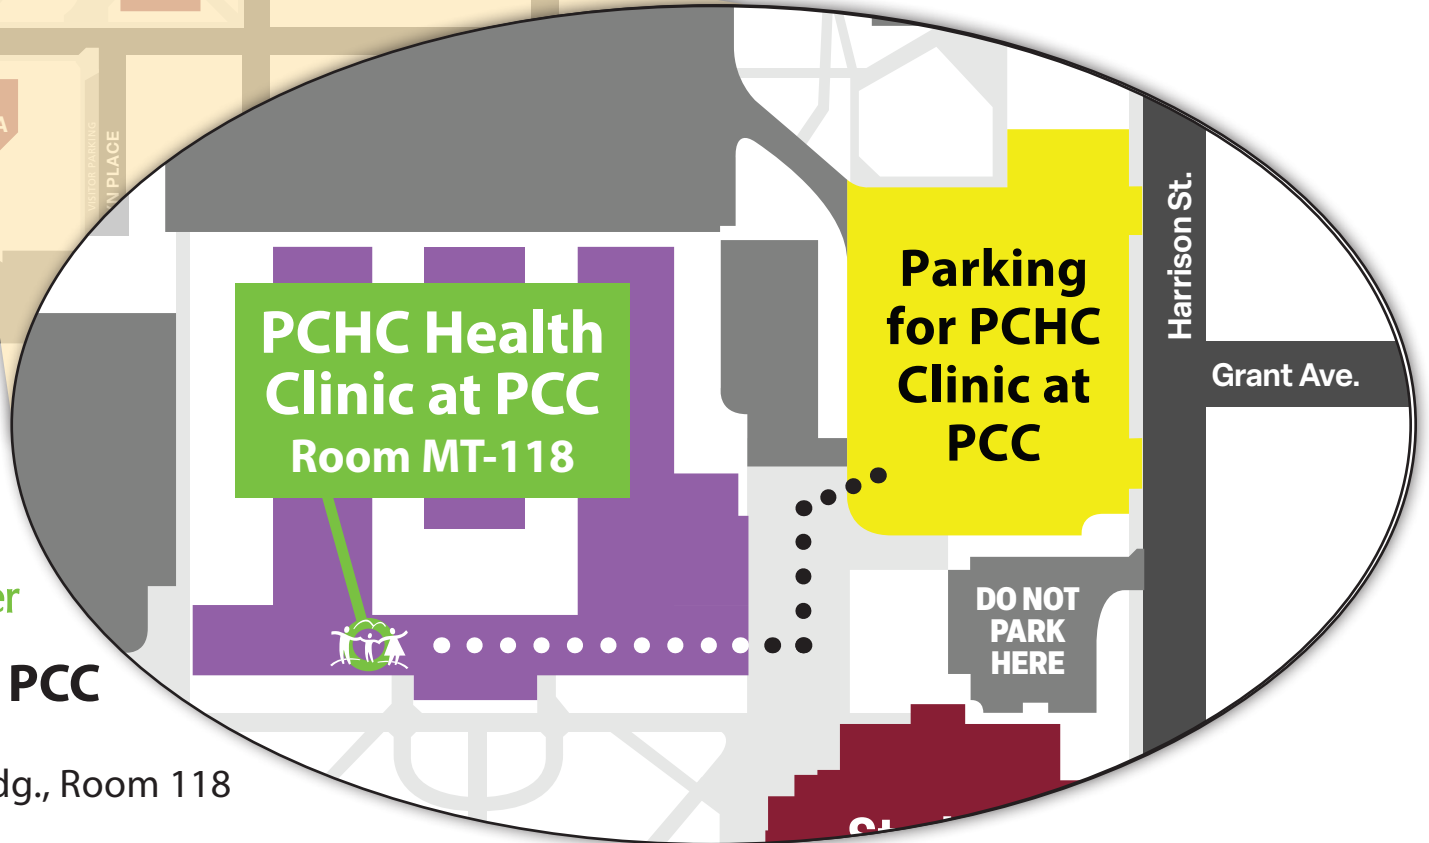 VISITOR PARKING
PLACE
A
PCHC Health
Clinic at PCC
Room MT-118
Parking
for PCHC
Clinic at
PCC
Harrison St.
Grant Ave.
DO NOT
PARK
HERE
PCC
Room 118